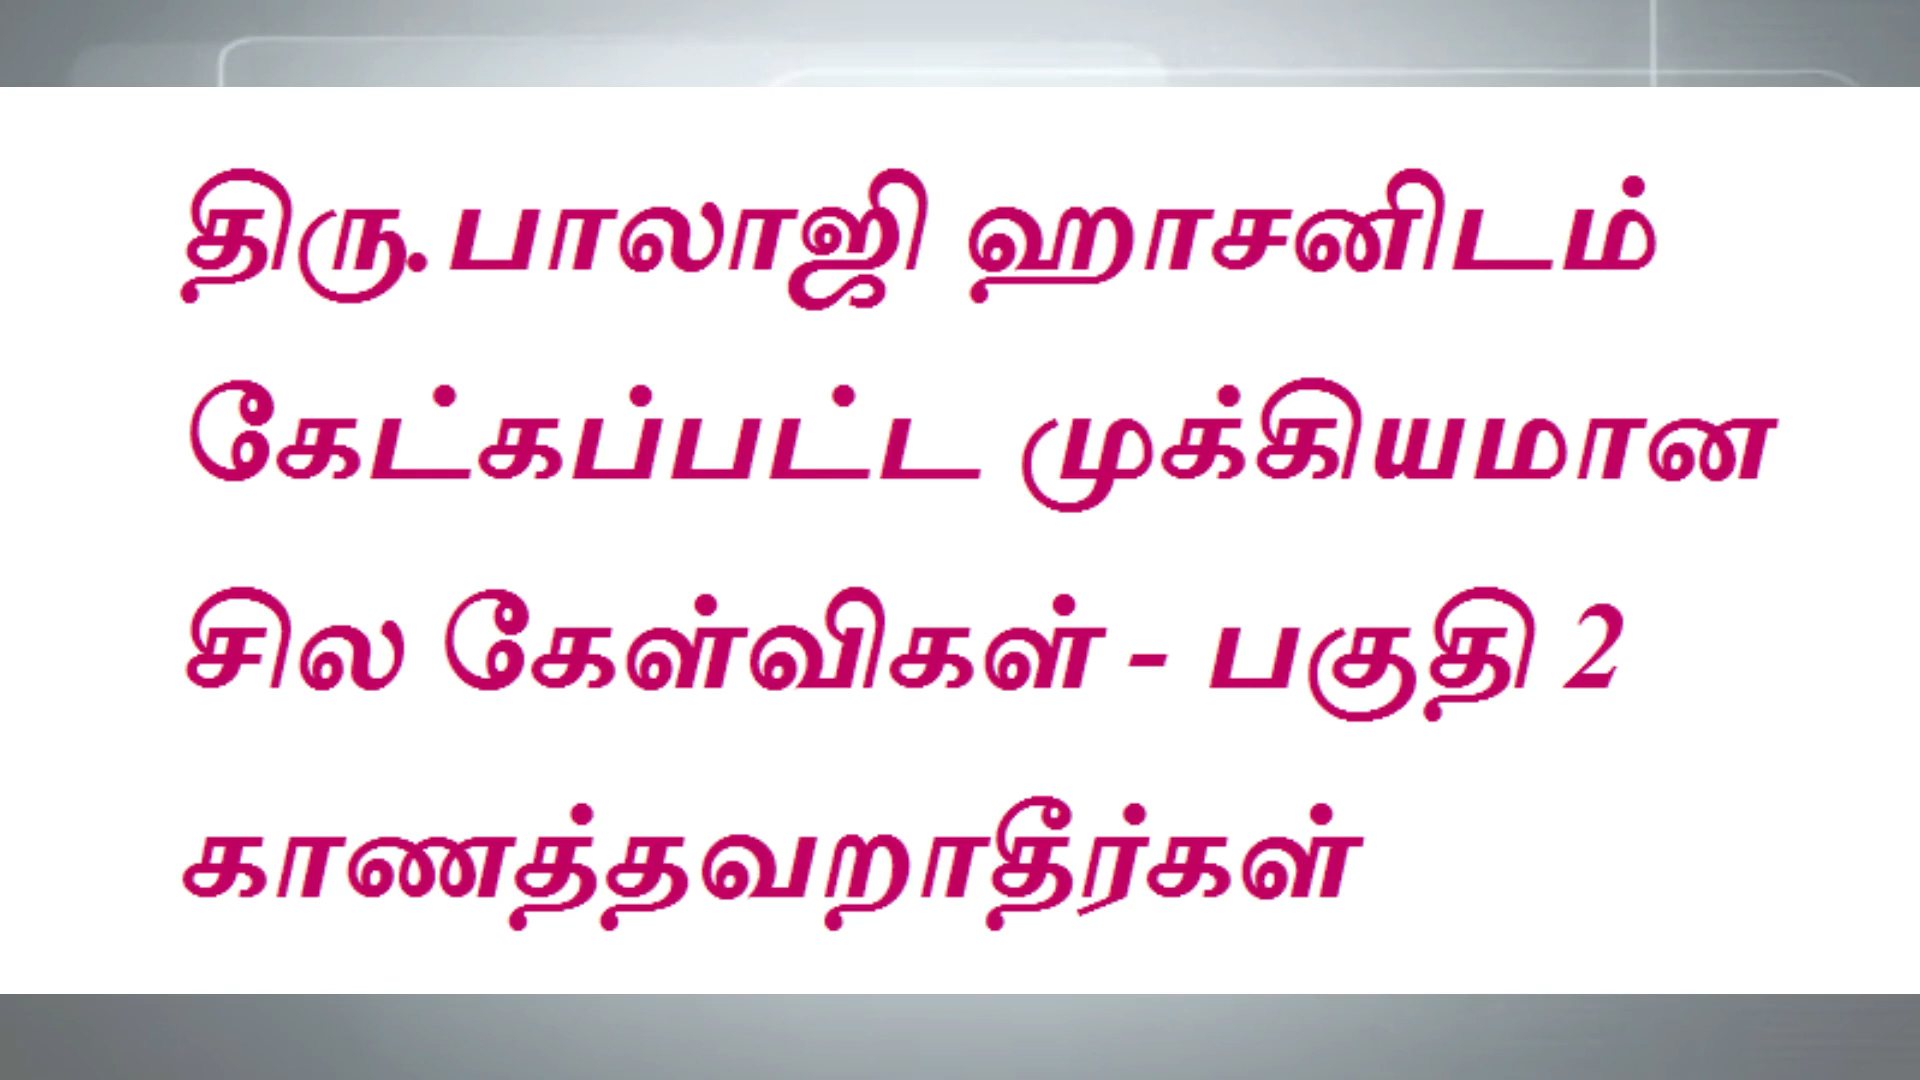 திரு.பாலாஜி ஹாசனிடம்
கேட்கப்பட்ட முக்கியமான
சில கேள்விகள் - பகுதி 2
காணத்தவறாதீர்கள்